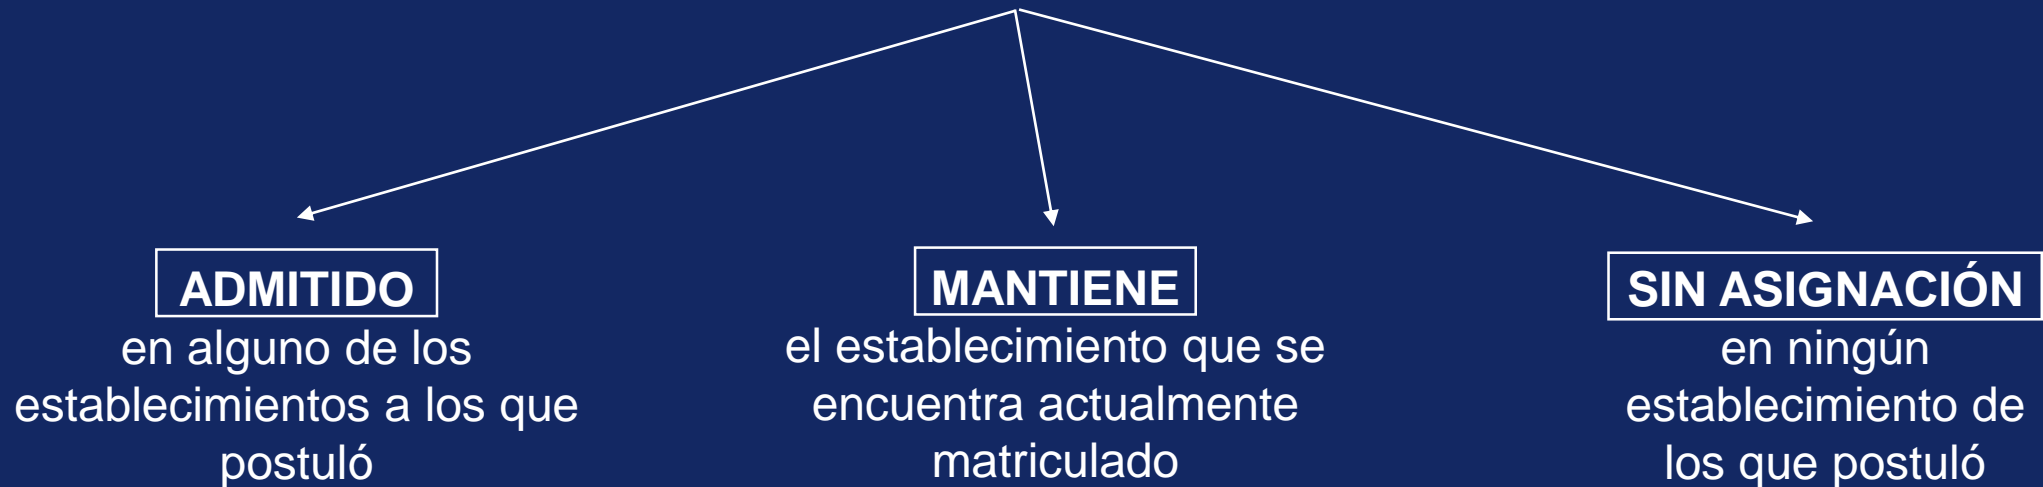 ADMITIDO
en alguno de los
establecimientos a los que
postuló
MANTIENE
el establecimiento que se
encuentra actualmente
matriculado
SIN ASIGNACIÓN
en ningún
establecimiento de
los que postuló